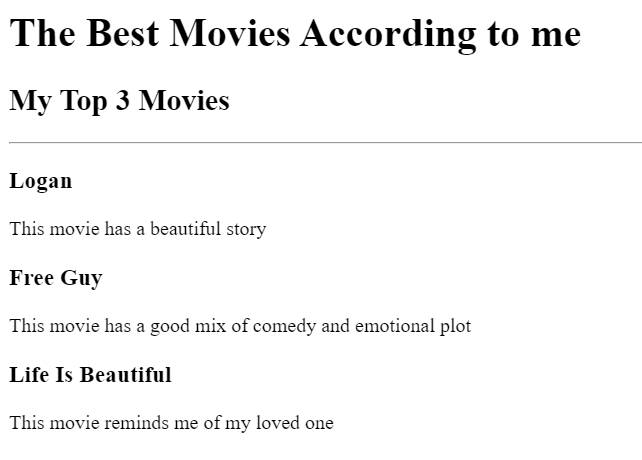 The Best Movies According to me
My Top 3 Movies
Logan
This movie has a beautiful story
Free Guy
This movie has a good mix of comedy and emotional plot
Life Is Beautiful
This movie reminds me of my loved one